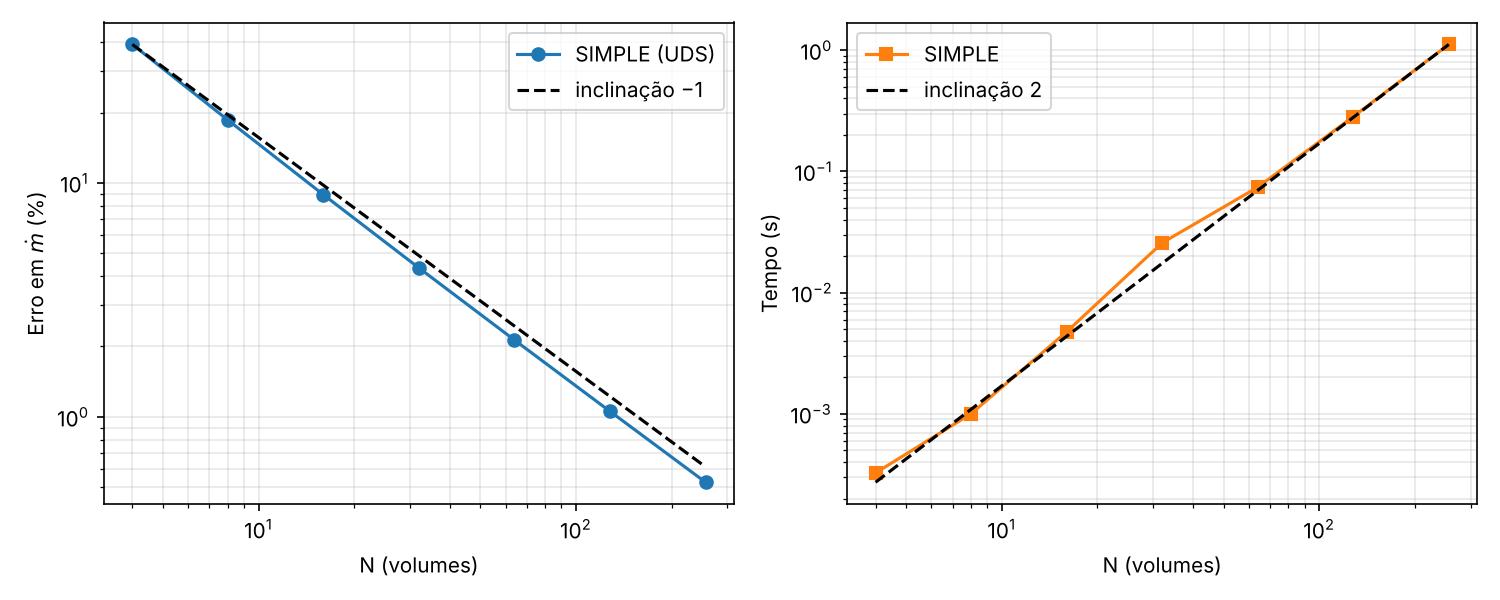 SIMPLE (UDS)
inclinação −1
10¹
10⁰
Erro em ṁ (%)
10¹
10²
N (volumes)
SIMPLE
inclinação 2
10⁰
10⁻¹
10⁻²
10⁻³
Tempo (s)
10¹
10²
N (volumes)